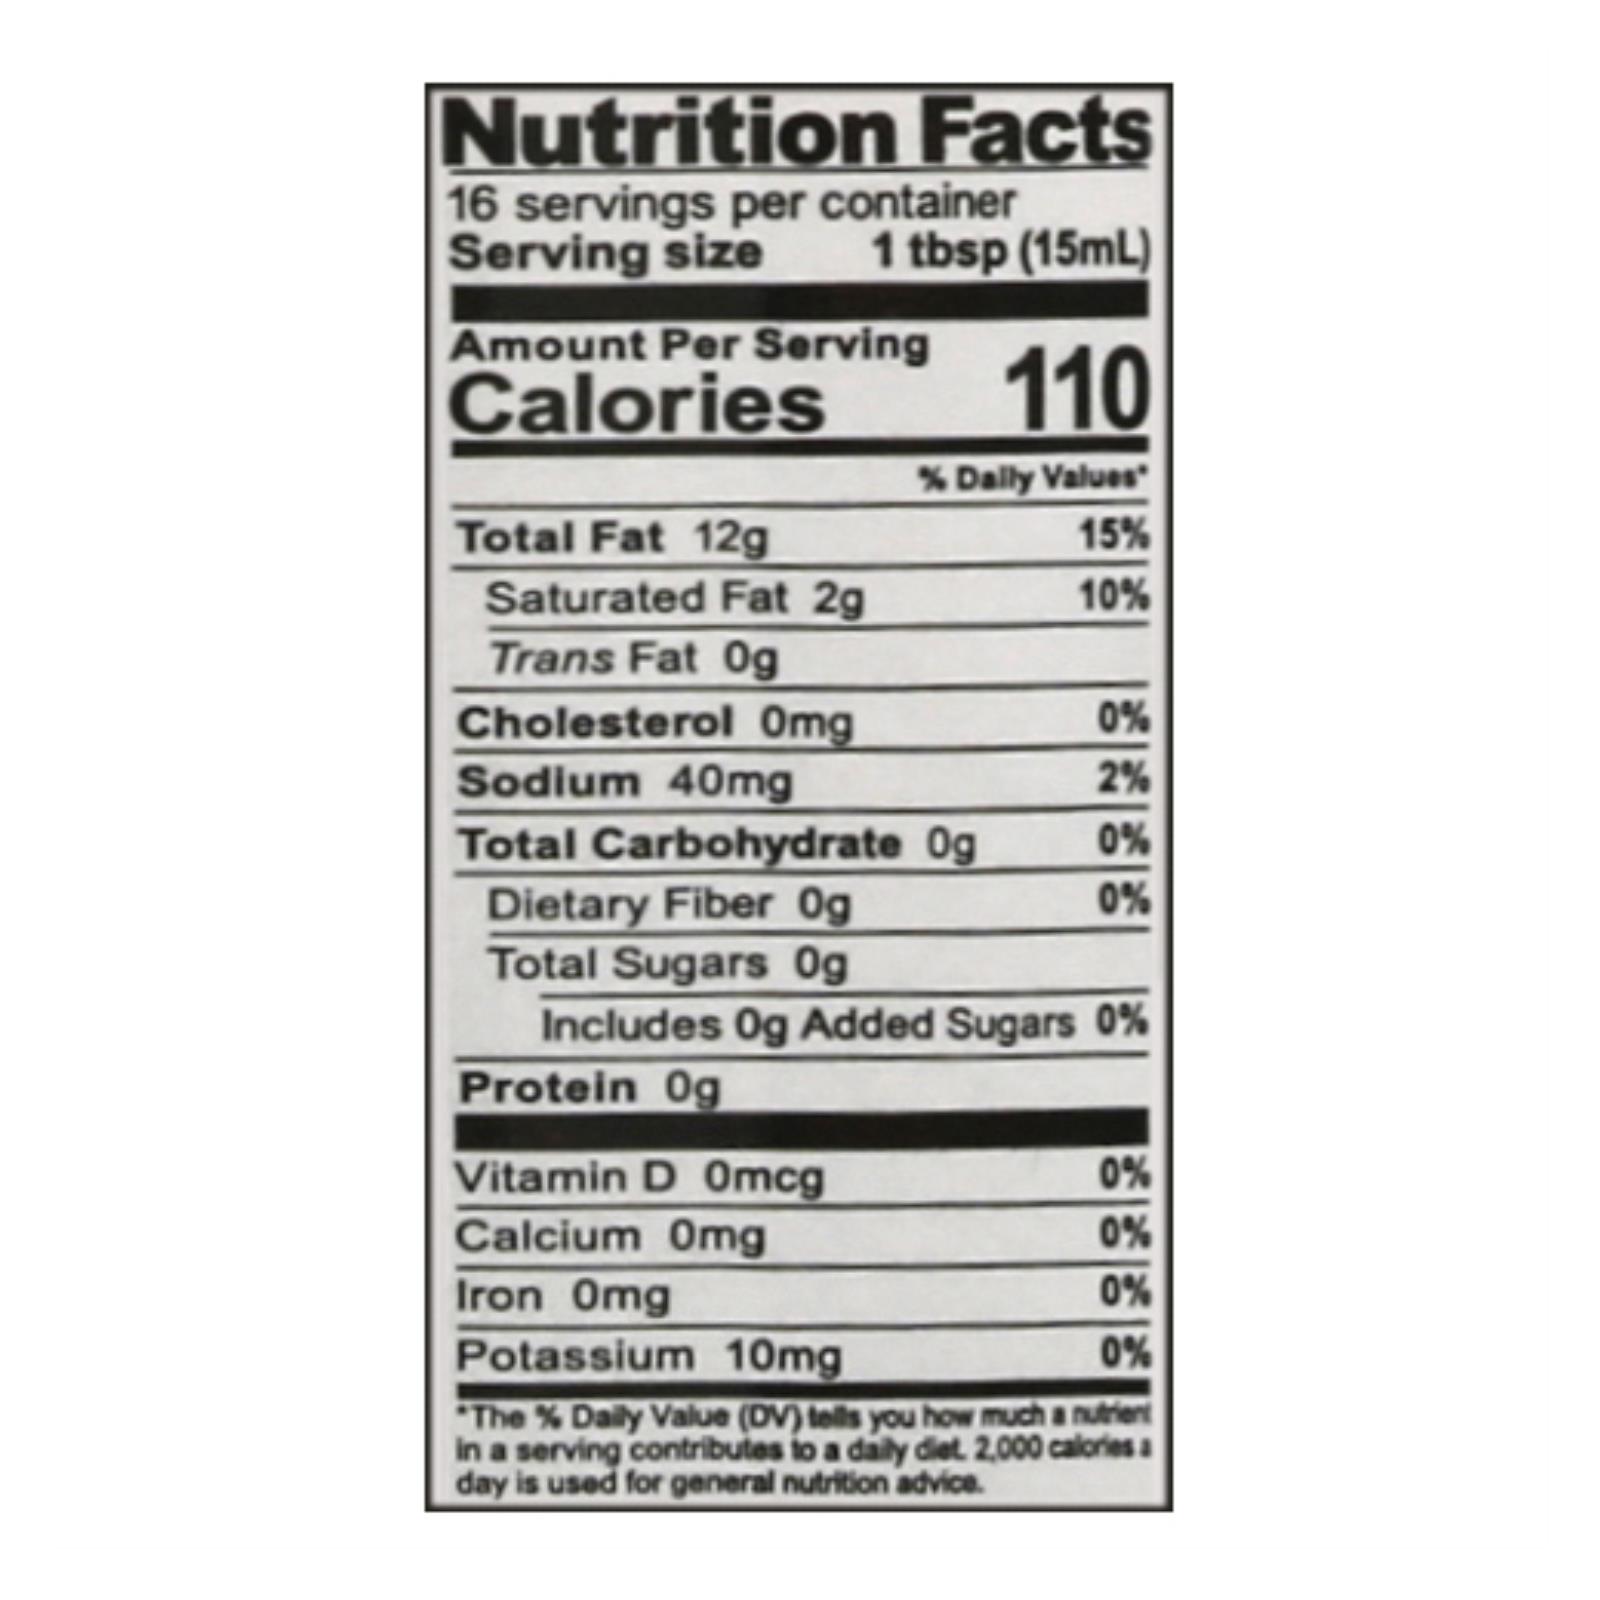 Nutrition Facts
16 servings per container
Serving size 1 tbsp (15mL)
Amount Per Serving
Calories 110
% Daily Values*
Total Fat 12g 15%
Saturated Fat 2g 10%
Trans Fat 0g
Cholesterol 0mg 0%
Sodium 40mg 2%
Total Carbohydrate 0g 0%
Dietary Fiber 0g 0%
Total Sugars 0g
Includes 0g Added Sugars 0%
Protein 0g
Vitamin D 0mcg 0%
Calcium 0mg 0%
Iron 0mg 0%
Potassium 10mg 0%
*The % Daily Value (DV) tells you how much a nutrient
in a serving contributes to a daily diet. 2,000 calories a
day is used for general nutrition advice.